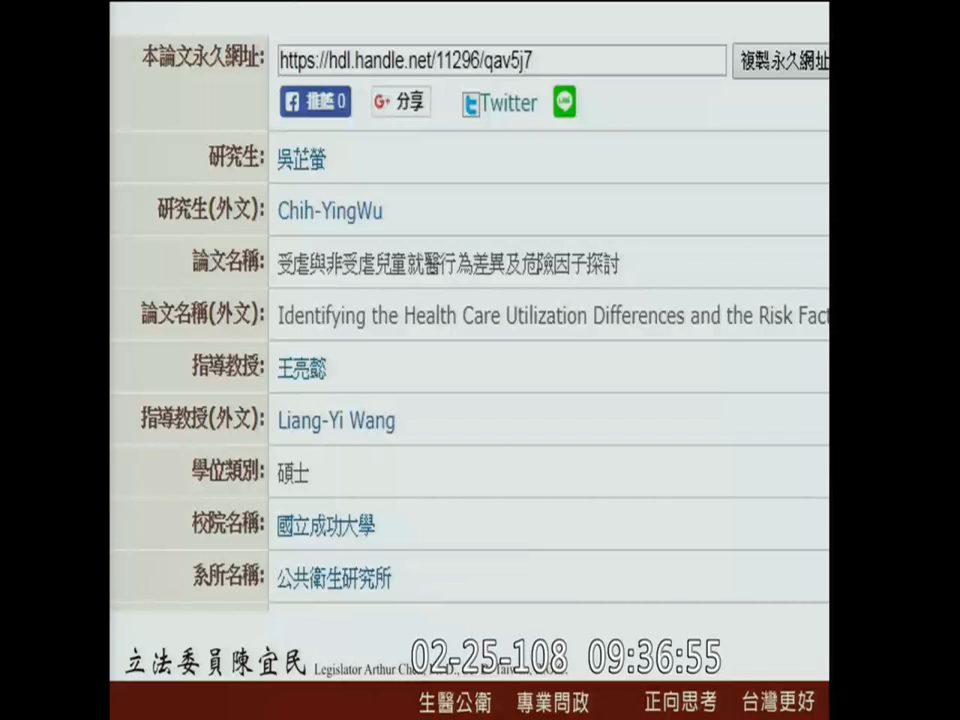 本論文永久網址: https://hdl.handle.net/11296/qav5j7 複製永久網址
推薦 0 G+ 分享 Twitter LINE
研究生: 吳芷螢
研究生(外文): Chih-YingWu
論文名稱: 受虐與非受虐兒童就醫行為差異及危險因子探討
論文名稱(外文): Identifying the Health Care Utilization Differences and the Risk Fact
指導教授: 王亮懿
指導教授(外文): Liang-Yi Wang
學位類別: 碩士
校院名稱: 國立成功大學
系所名稱: 公共衛生研究所
立法委員陳宜民 Legislator Arthur 02-25-108 09:36:55
生醫公衛 專業問政 正向思考 台灣更好